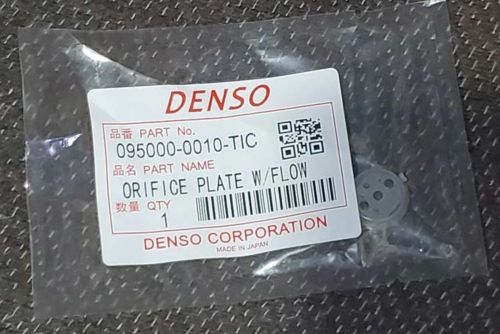 DENSO
品番 PART No.
095000-0010-TIC
品名 PART NAME
ORIFICE PLATE W/FLOW
数量 QTY
1
DENSO CORPORATION
MADE IN JAPAN